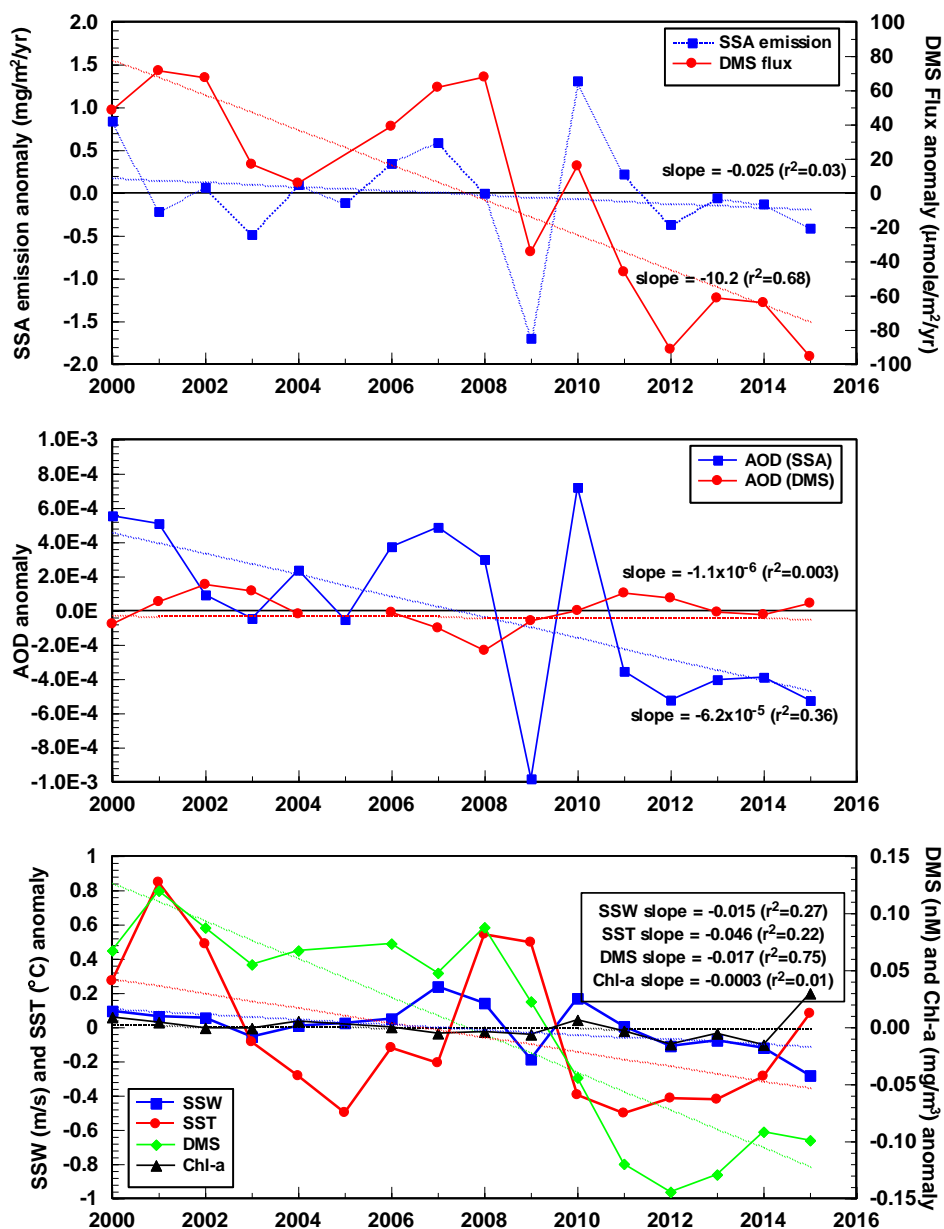 2.0
1.5
1.0
0.5
0.0
-0.5
-1.0
-1.5
-2.0
SSA emission anomaly (mg/m²/yr)
SSA emission
DMS flux
slope = -0.025 (r²=0.03)
slope = -10.2 (r²=0.68)
100
80
60
40
20
0
-20
-40
-60
-80
-100
DMS Flux anomaly
(μmole/m²/yr)
2000 2002 2004 2006 2008 2010 2012 2014 2016
1.0E-3
8.0E-4
6.0E-4
4.0E-4
2.0E-4
0.0E
-2.0E-4
-4.0E-4
-6.0E-4
-8.0E-4
-1.0E-3
AOD anomaly
AOD (SSA)
AOD (DMS)
slope = -1.1x10⁻⁶ (r²=0.003)
slope = -6.2x10⁻⁵ (r²=0.36)
2000 2002 2004 2006 2008 2010 2012 2014 2016
1
0.8
0.6
0.4
0.2
0
-0.2
-0.4
-0.6
-0.8
-1
SSW (m/s) and SST (°C) anomaly
SSW slope = -0.015 (r²=0.27)
SST slope = -0.046 (r²=0.22)
DMS slope = -0.017 (r²=0.75)
Chl-a slope = -0.0003 (r²=0.01)
SSW
SST
DMS
Chl-a
0.15
0.10
0.05
0.00
-0.05
-0.10
-0.15
DMS (nM) and Chl-a (mg/m³) anomaly
2000 2002 2004 2006 2008 2010 2012 2014 2016